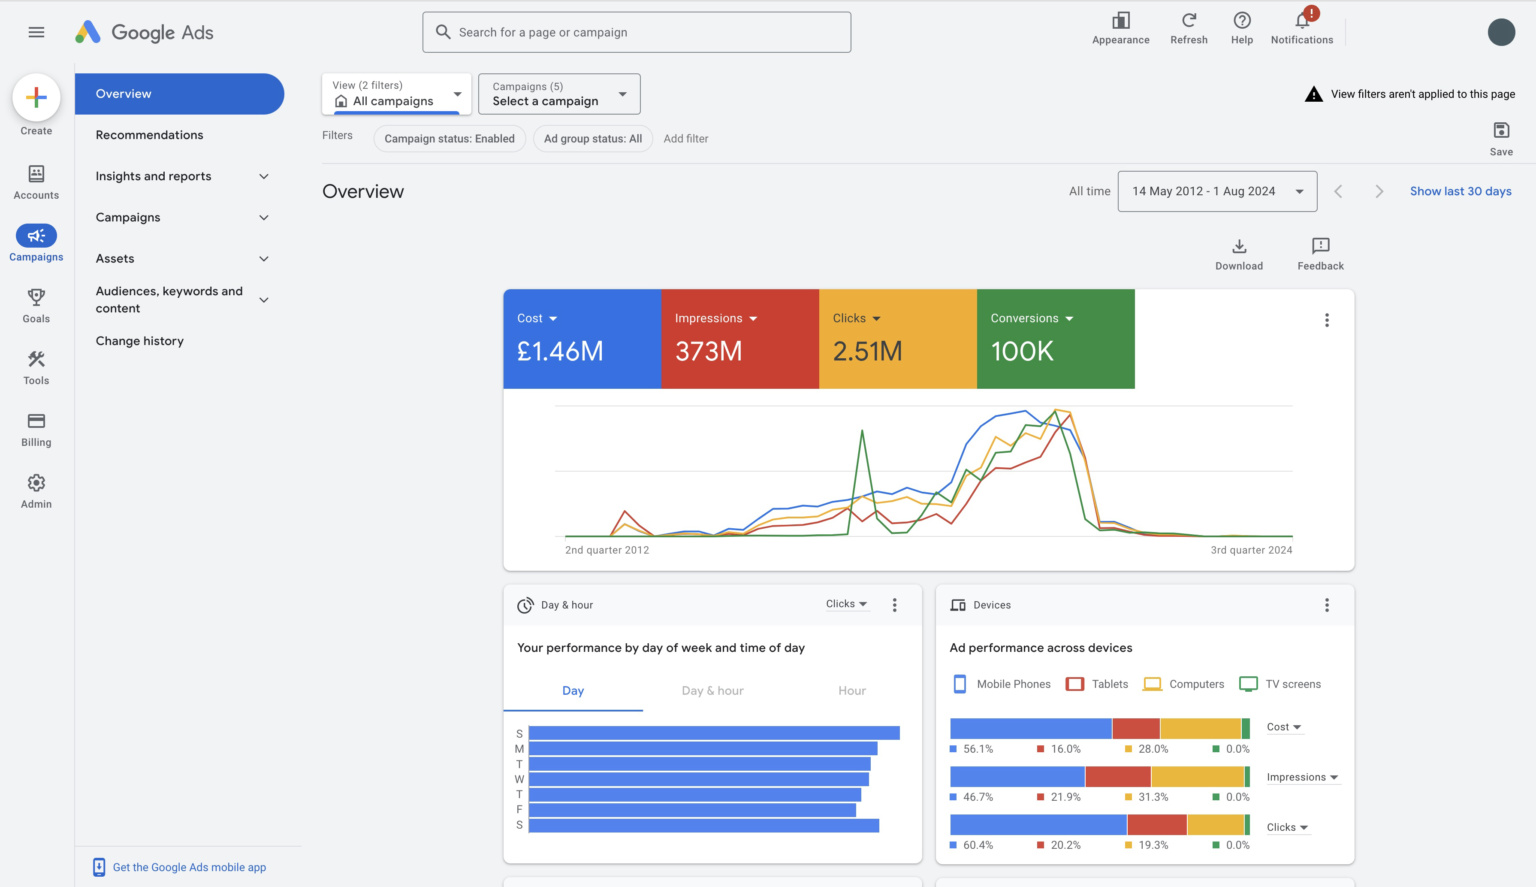 Google Ads
Search for a page or campaign
Appearance
Refresh
Help
!
Notifications
Create
Accounts
Campaigns
Goals
Tools
Billing
Admin
Overview
Recommendations
Insights and reports
Campaigns
Assets
Audiences, keywords and
content
Change history
Get the Google Ads mobile app
View (2 filters)
All campaigns
Campaigns (5)
Select a campaign
View filters aren't applied to this page
Filters
Campaign status: Enabled
Ad group status: All
Add filter
Save
Overview
All time
14 May 2012 - 1 Aug 2024
Show last 30 days
Download
Feedback
Cost
£1.46M
Impressions
373M
Clicks
2.51M
Conversions
100K
2nd quarter 2012
3rd quarter 2024
Day & hour
Clicks
Your performance by day of week and time of day
Day
Day & hour
Hour
S
M
T
W
T
F
S
Devices
Ad performance across devices
Mobile Phones
Tablets
Computers
TV screens
Cost
56.1%
16.0%
28.0%
0.0%
Impressions
46.7%
21.9%
31.3%
0.0%
Clicks
60.4%
20.2%
19.3%
0.0%